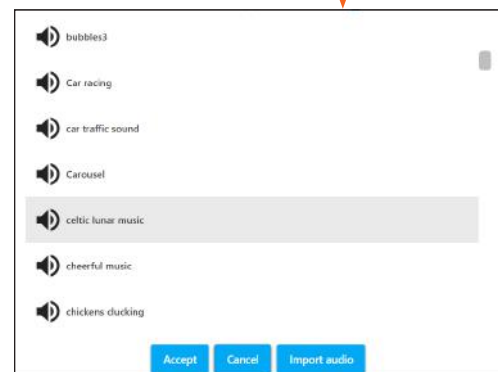 bubbles3
Car racing
car traffic sound
Carousel
celtic lunar music
cheerful music
chickens clucking
Accept Cancel Import audio